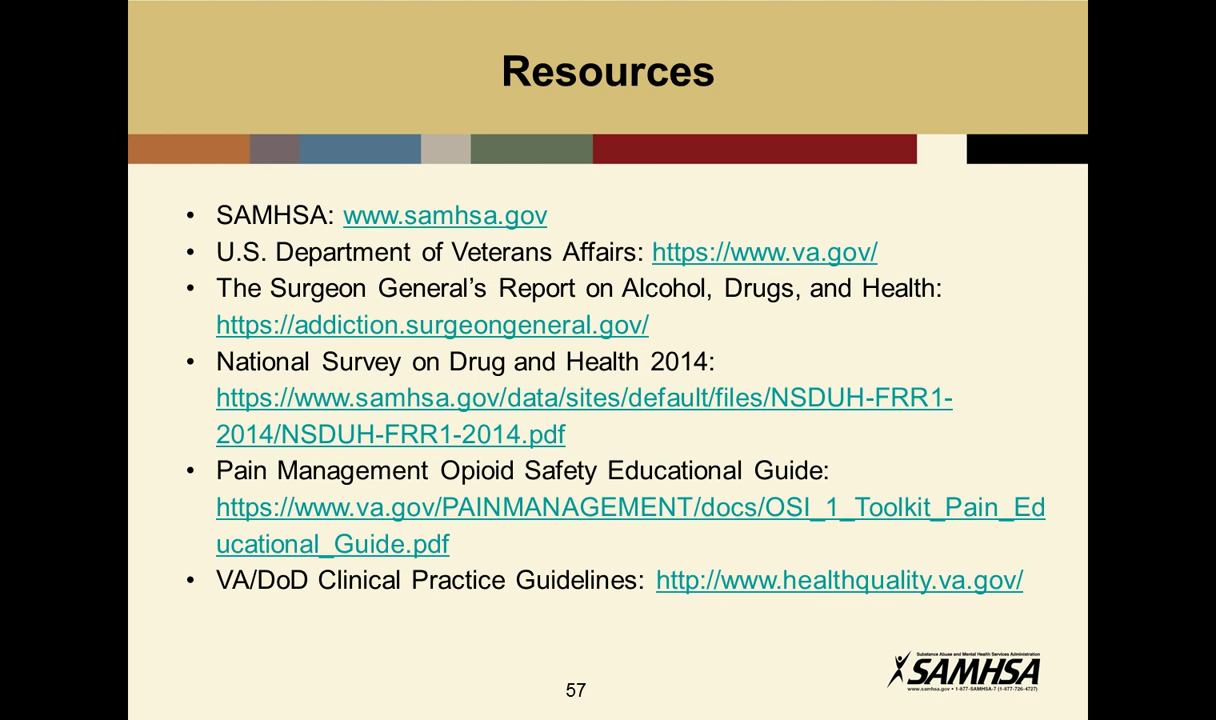 Resources
• SAMHSA: www.samhsa.gov
• U.S. Department of Veterans Affairs: https://www.va.gov/
• The Surgeon General’s Report on Alcohol, Drugs, and Health:
https://addiction.surgeongeneral.gov/
• National Survey on Drug and Health 2014:
https://www.samhsa.gov/data/sites/default/files/NSDUH-FRR1-
2014/NSDUH-FRR1-2014.pdf
• Pain Management Opioid Safety Educational Guide:
https://www.va.gov/PAINMANAGEMENT/docs/OSI_1_Toolkit_Pain_Ed
ucational_Guide.pdf
• VA/DoD Clinical Practice Guidelines: http://www.healthquality.va.gov/
Substance Abuse and Mental Health Services Administration
SAMHSA
www.samhsa.gov • 1-877-SAMHSA-7 (1-877-726-4727)
57